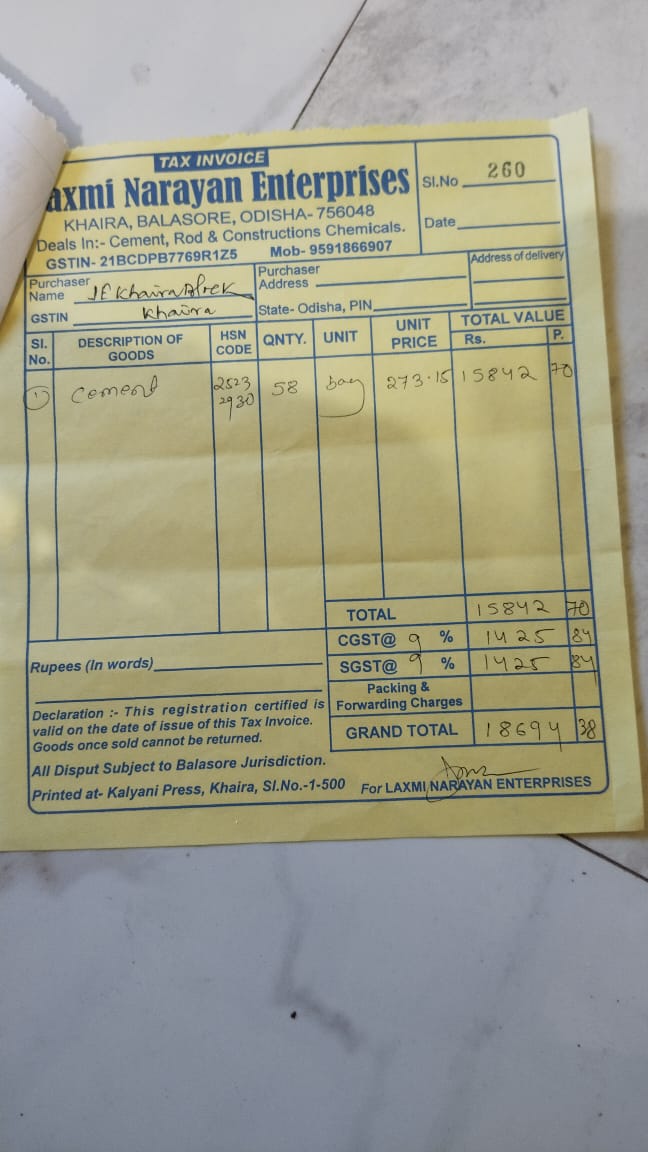 TAX INVOICE
axmi Narayan Enterprises
KHAIRA, BALASORE, ODISHA- 756048
Deals In:- Cement, Rod & Constructions Chemicals.
GSTIN- 21BCDPB7769R1Z5 Mob- 9591866907
Sl.No 260
Date
Purchaser Name JE Khaira Block
GSTIN Khaira
Purchaser Address
State- Odisha, PIN
Address of delivery
Sl. No. DESCRIPTION OF GOODS HSN CODE QNTY. UNIT UNIT PRICE TOTAL VALUE Rs. P.
1 Cement 2523 2930 58 bag 273.15 15842 70
TOTAL 15842 70
CGST@ 9 % 1425 84
SGST@ 9 % 1425 84
Packing & Forwarding Charges
GRAND TOTAL 18694 38
Rupees (In words)
Declaration :- This registration certified is
valid on the date of issue of this Tax Invoice.
Goods once sold cannot be returned.
All Disput Subject to Balasore Jurisdiction.
Printed at- Kalyani Press, Khaira, Sl.No.-1-500
For LAXMI NARAYAN ENTERPRISES